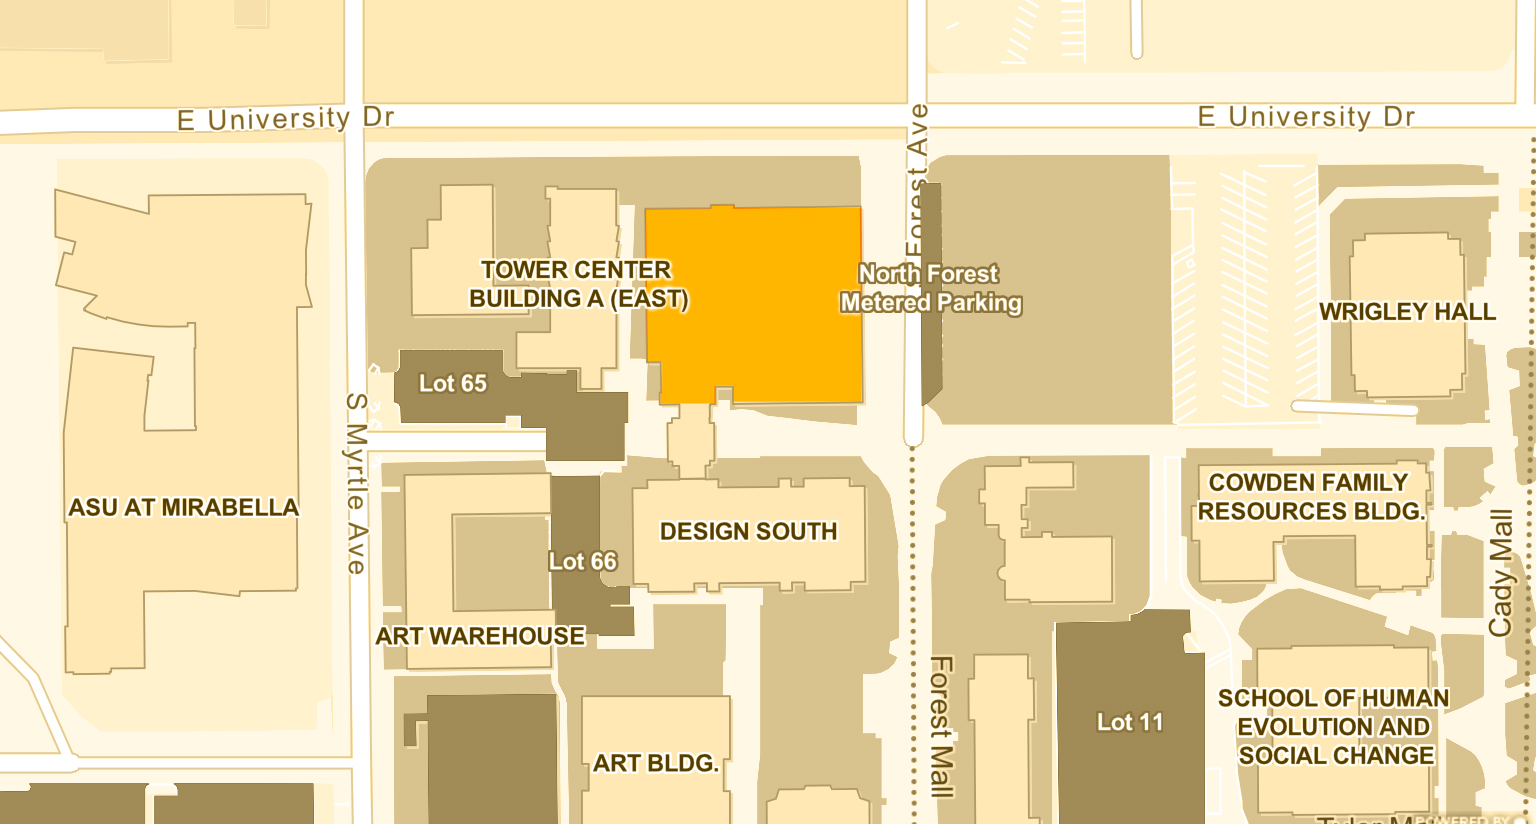 E University Dr
E University Dr
Forest Ave
TOWER CENTER
BUILDING A (EAST)
North Forest
Metered Parking
WRIGLEY HALL
Lot 65
S Myrtle Ave
ASU AT MIRABELLA
DESIGN SOUTH
COWDEN FAMILY
RESOURCES BLDG.
Lot 66
Cady Mall
ART WAREHOUSE
Forest Mall
Lot 11
SCHOOL OF HUMAN
EVOLUTION AND
SOCIAL CHANGE
ART BLDG.
POWERED BY